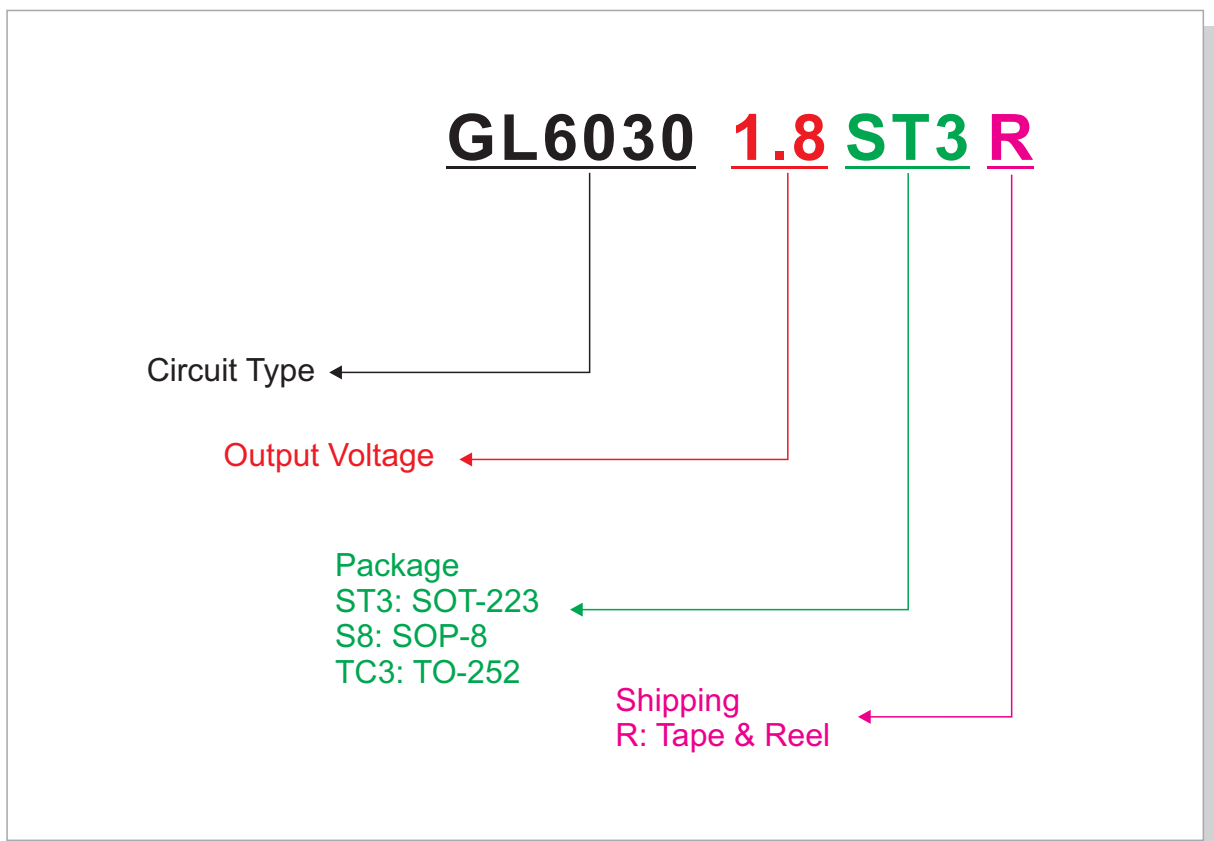 GL6030 1.8 ST3 R
Circuit Type
Output Voltage
Package
ST3: SOT-223
S8: SOP-8
TC3: TO-252
Shipping
R: Tape & Reel